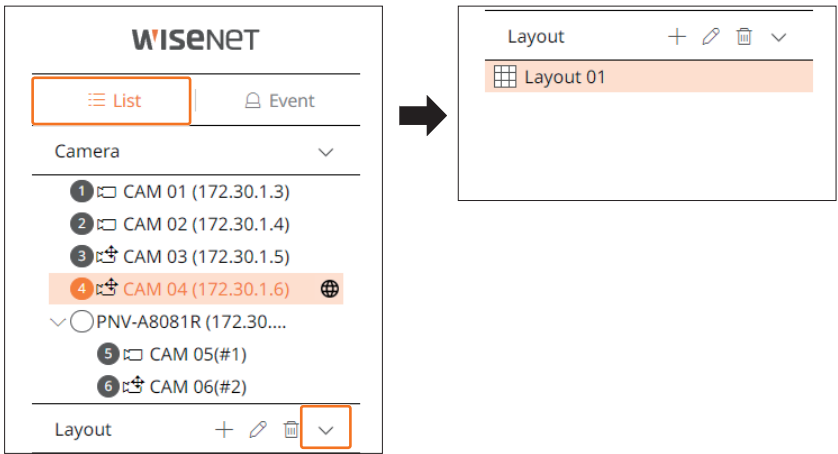 WISENET
List
Event
Camera
1 CAM 01 (172.30.1.3)
2 CAM 02 (172.30.1.4)
3 CAM 03 (172.30.1.5)
4 CAM 04 (172.30.1.6)
PNV-A8081R (172.30....
5 CAM 05(#1)
6 CAM 06(#2)
Layout
Layout
Layout 01